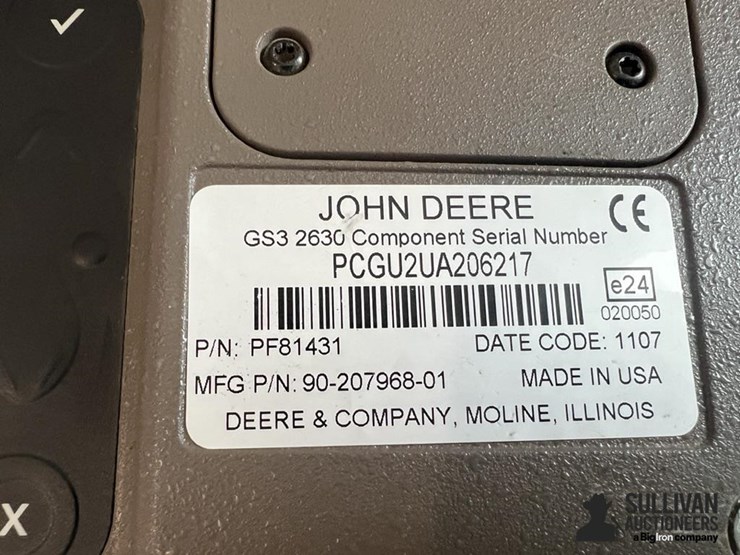 ✓
JOHN DEERE
CE
GS3 2630 Component Serial Number
PCGU2UA206217
e24
020050
P/N: PF81431
DATE CODE: 1107
MFG P/N: 90-207968-01
MADE IN USA
DEERE & COMPANY, MOLINE, ILLINOIS
X
SULLIVAN
AUCTIONEERS
a BigIron company